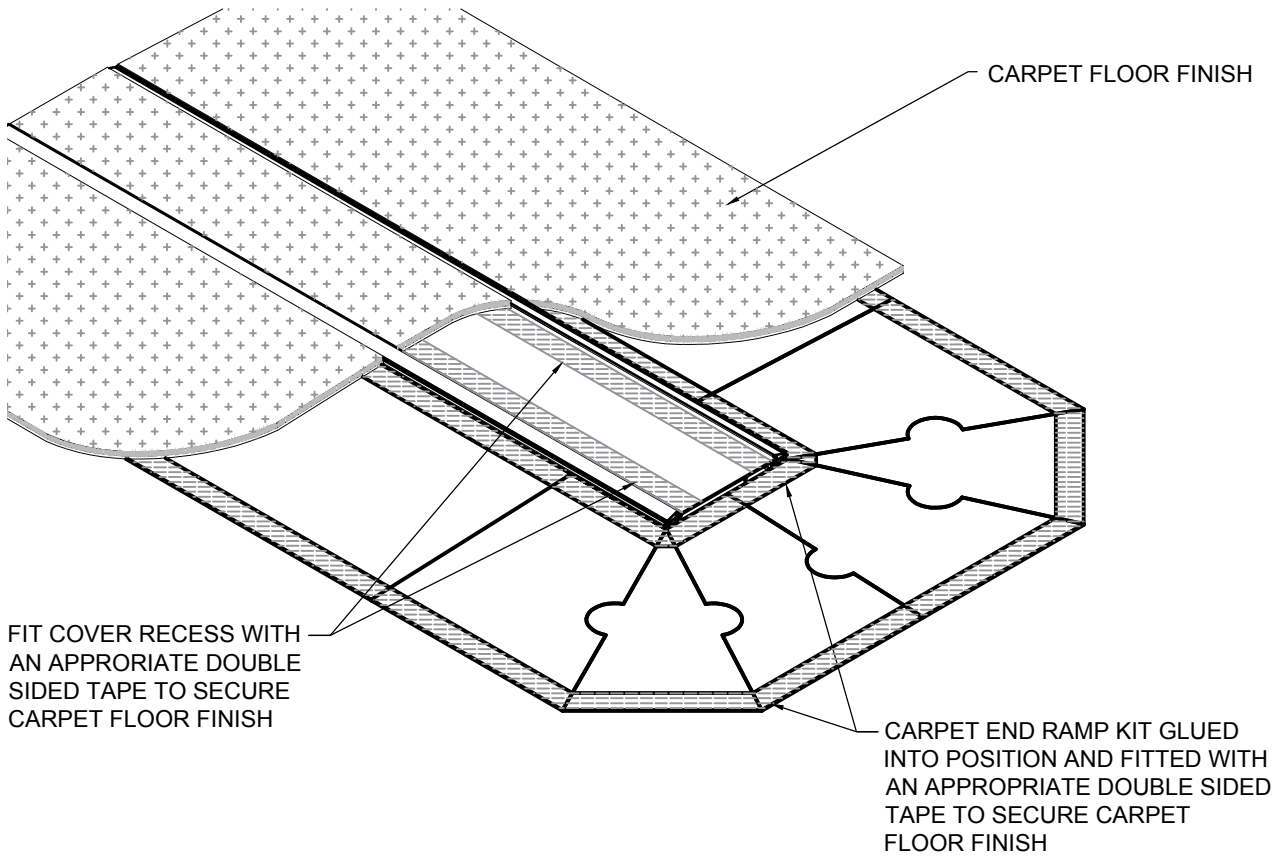 CARPET FLOOR FINISH
FIT COVER RECESS WITH
AN APPRORIATE DOUBLE
SIDED TAPE TO SECURE
CARPET FLOOR FINISH
CARPET END RAMP KIT GLUED
INTO POSITION AND FITTED WITH
AN APPROPRIATE DOUBLE SIDED
TAPE TO SECURE CARPET
FLOOR FINISH